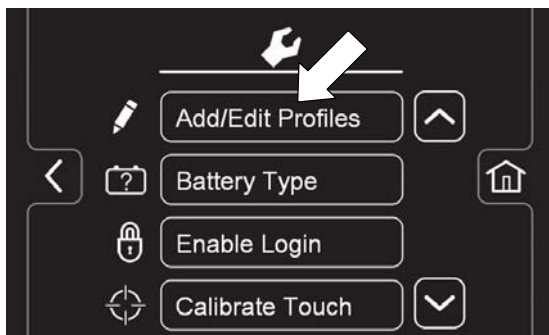 Add/Edit Profiles
Battery Type
Enable Login
Calibrate Touch